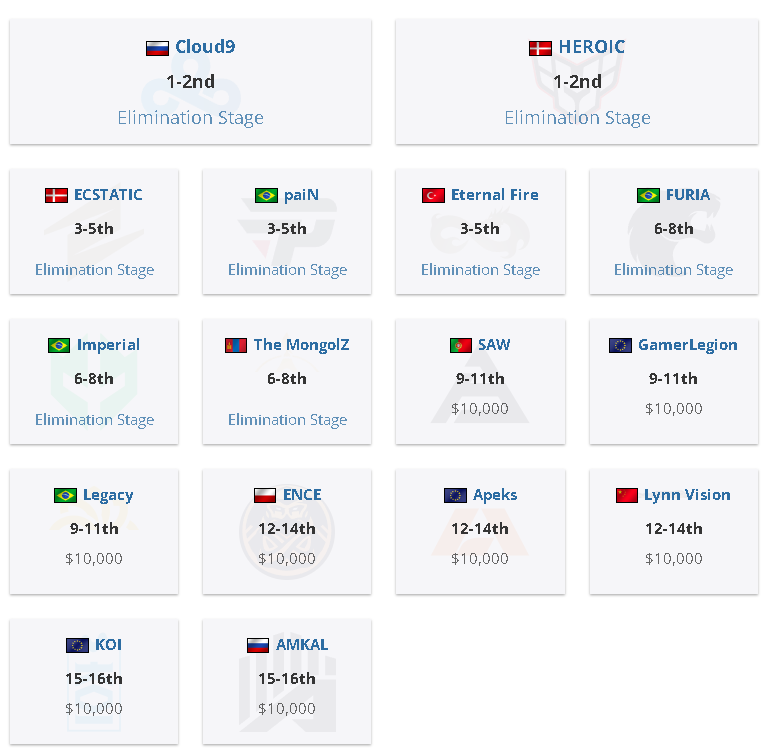 Cloud9
1-2nd
Elimination Stage
HEROIC
1-2nd
Elimination Stage
ECSTATIC
3-5th
Elimination Stage
paiN
3-5th
Elimination Stage
Eternal Fire
3-5th
Elimination Stage
FURIA
6-8th
Elimination Stage
Imperial
6-8th
Elimination Stage
The MongolZ
6-8th
Elimination Stage
SAW
9-11th
$10,000
GamerLegion
9-11th
$10,000
Legacy
9-11th
$10,000
ENCE
12-14th
$10,000
Apeks
12-14th
$10,000
Lynn Vision
12-14th
$10,000
KOI
15-16th
$10,000
AMKAL
15-16th
$10,000